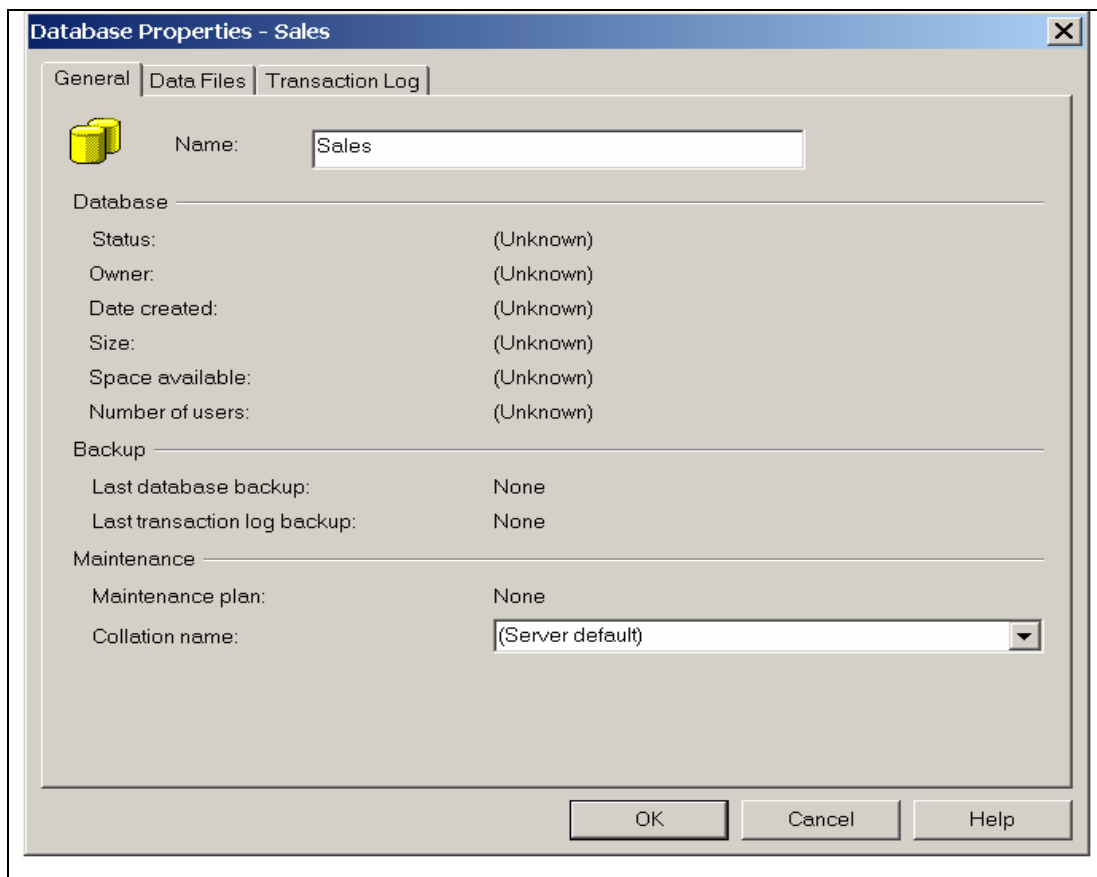 Database Properties - Sales
General Data Files Transaction Log
Name: Sales
Database
Status: (Unknown)
Owner: (Unknown)
Date created: (Unknown)
Size: (Unknown)
Space available: (Unknown)
Number of users: (Unknown)
Backup
Last database backup: None
Last transaction log backup: None
Maintenance
Maintenance plan: None
Collation name: (Server default)
OK Cancel Help